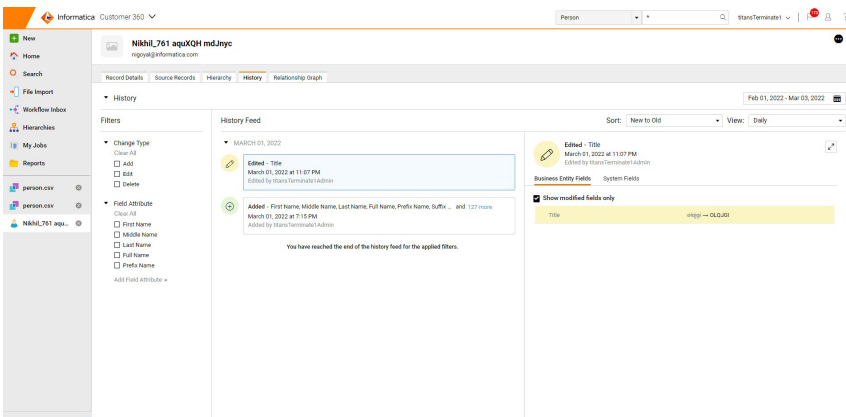 Informatica Customer 360
Person
*
titansTerminate1
New
Home
Search
File Import
Workflow Inbox
Hierarchies
My Jobs
Reports
person.csv
person.csv
Nikhil_761 aqu...
Nikhil_761 aquXQH mdJnyc
nigoyal@informatica.com
Record Details Source Records Hierarchy History Relationship Graph
History
Feb 01, 2022 - Mar 03, 2022
Filters
Change Type
Clear All
Add
Edit
Delete
Field Attribute
Clear All
First Name
Middle Name
Last Name
Full Name
Prefix Name
Add Field Attribute
History Feed
Sort: New to Old View: Daily
MARCH 01, 2022
Edited - Title
March 01, 2022 at 11:07 PM
Edited by titansTerminate1Admin
Added - First Name, Middle Name, Last Name, Full Name, Prefix Name, Suffix ... and 127 more
March 01, 2022 at 7:15 PM
Added by titansTerminate1Admin
You have reached the end of the history feed for the applied filters.
Edited - Title
March 01, 2022 at 11:07 PM
Edited by titansTerminate1Admin
Business Entity Fields System Fields
Show modified fields only
Title → OLQJGI